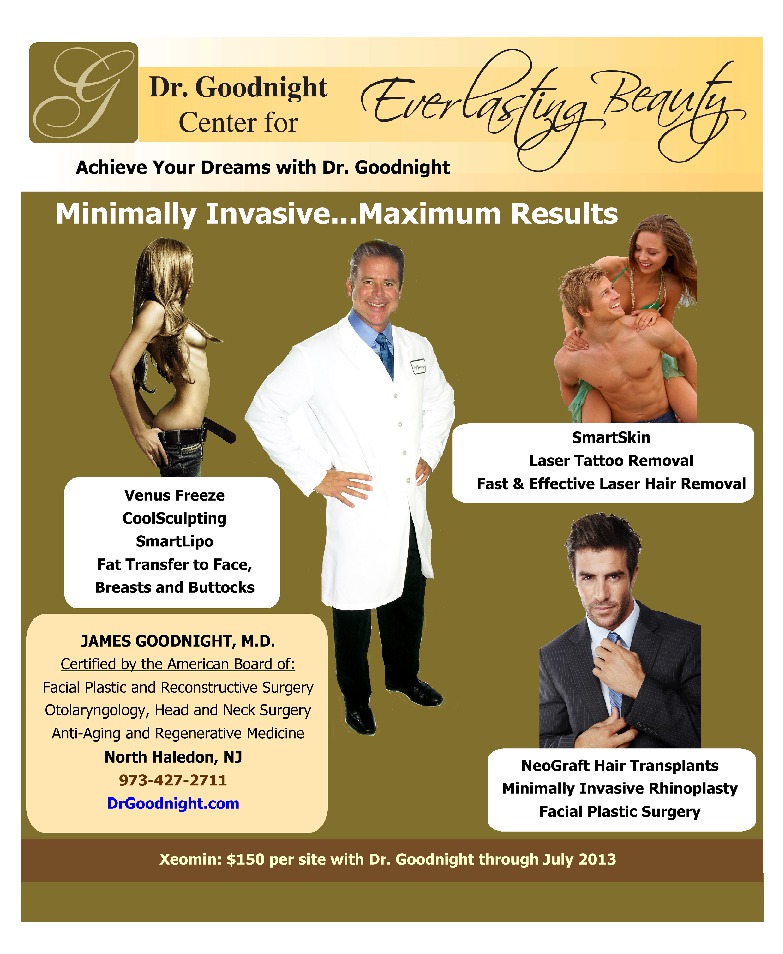 G
Dr. Goodnight
Center for
Everlasting Beauty
Achieve Your Dreams with Dr. Goodnight
Minimally Invasive...Maximum Results
Venus Freeze
CoolSculpting
SmartLipo
Fat Transfer to Face,
Breasts and Buttocks
SmartSkin
Laser Tattoo Removal
Fast & Effective Laser Hair Removal
JAMES GOODNIGHT, M.D.
Certified by the American Board of:
Facial Plastic and Reconstructive Surgery
Otolaryngology, Head and Neck Surgery
Anti-Aging and Regenerative Medicine
North Haledon, NJ
973-427-2711
DrGoodnight.com
NeoGraft Hair Transplants
Minimally Invasive Rhinoplasty
Facial Plastic Surgery
Xeomin: $150 per site with Dr. Goodnight through July 2013